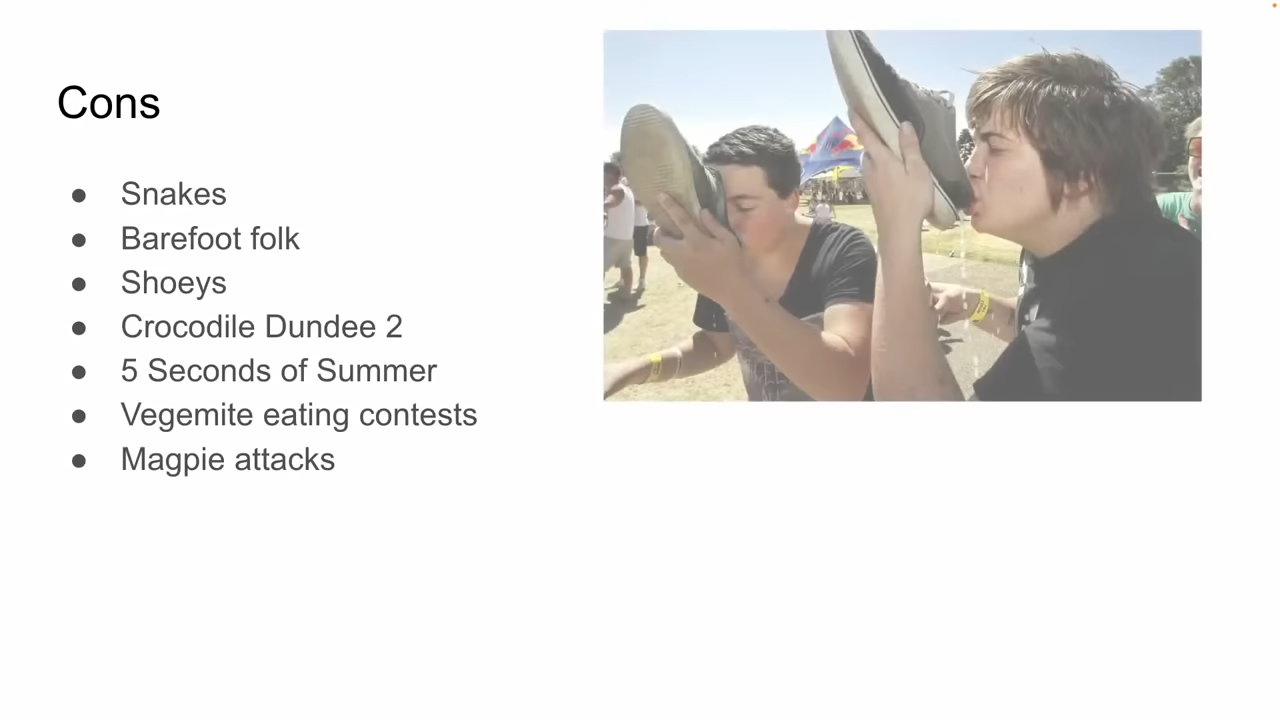 Cons
● Snakes
● Barefoot folk
● Shoeys
● Crocodile Dundee 2
● 5 Seconds of Summer
● Vegemite eating contests
● Magpie attacks